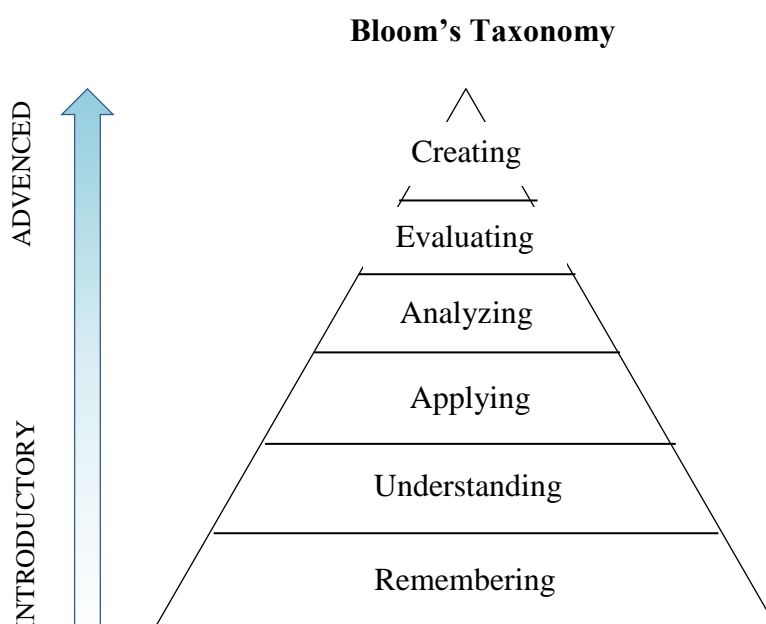 Bloom’s Taxonomy
ADVENCED
Creating
Evaluating
Analyzing
Applying
Understanding
INTRODUCTORY
Remembering